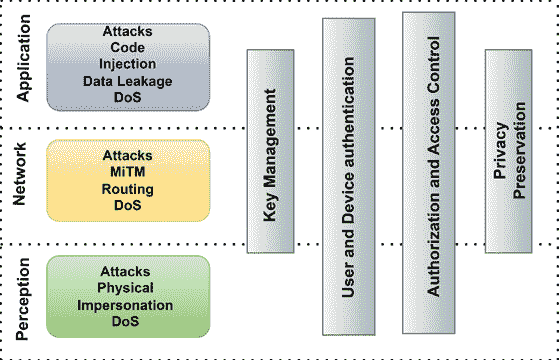 Application
Attacks
Code
Injection
Data Leakage
DoS
Network
Attacks
MiTM
Routing
DoS
Perception
Attacks
Physical
Impersonation
DoS
Key Management
User and Device authentication
Authorization and Access Control
Privacy
Preservation